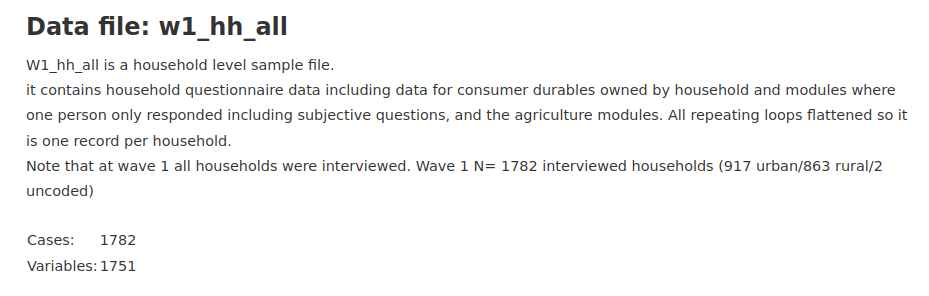 Data file: w1_hh_all
W1_hh_all is a household level sample file.
it contains household questionnaire data including data for consumer durables owned by household and modules where
one person only responded including subjective questions, and the agriculture modules. All repeating loops flattened so it
is one record per household.
Note that at wave 1 all households were interviewed. Wave 1 N= 1782 interviewed households (917 urban/863 rural/2
uncoded)
Cases: 1782
Variables: 1751